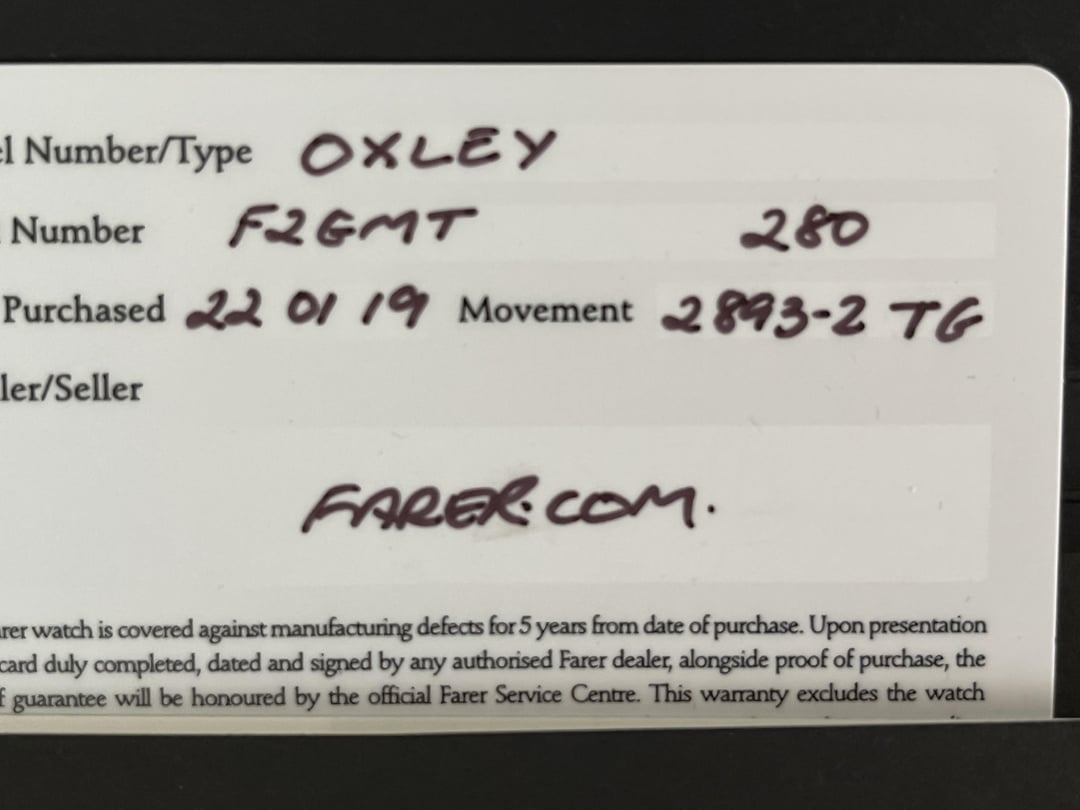 el Number/Type OXLEY
Number F2GMT 280
Purchased 22 01 19 Movement 2893-2 TG
ler/Seller
FARER.COM.
rer watch is covered against manufacturing defects for 5 years from date of purchase. Upon presentation
card duly completed, dated and signed by any authorised Farer dealer, alongside proof of purchase, the
f guarantee will be honoured by the official Farer Service Centre. This warranty excludes the watch